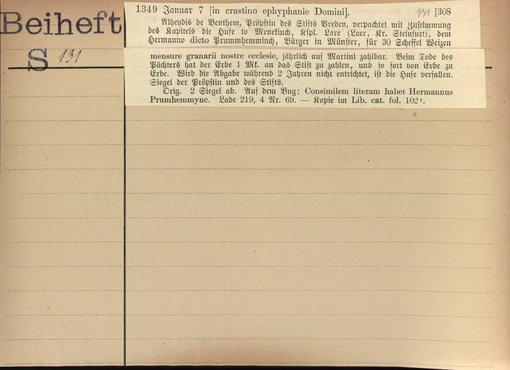 Beiheft
S 131
1349 Januar 7 [in crastino ephyphanie Domini]. 131 [308
Alheydis de Benthem, Pröpstin des Stifts Vreden, verpachtet mit Zustimmung
des Kapitels die Hufe to Menekinch, Kspl. Lare (Laer, Kr. Steinfurt), dem
Hermanno dicto Prummhemminch, Bürger in Münster, für 30 Scheffel Weizen
mensure granarii nostre ecclesie, jährlich auf Martini zahlbar. Beim Tode des
Pächters hat der Erbe 1 Mk. an das Stift zu zahlen, und so fort von Erbe zu
Erbe. Wird die Abgabe während 2 Jahren nicht entrichtet, ist die Hufe verfallen.
Siegel der Pröpstin und des Stifts.
Orig. 2 Siegel ab. Auf dem Bug: Consimilem literam habet Hermannus
Prumhemmyne. Lade 219, 4 Nr. 69. — Kopie im Lib. cat. fol. 102v.